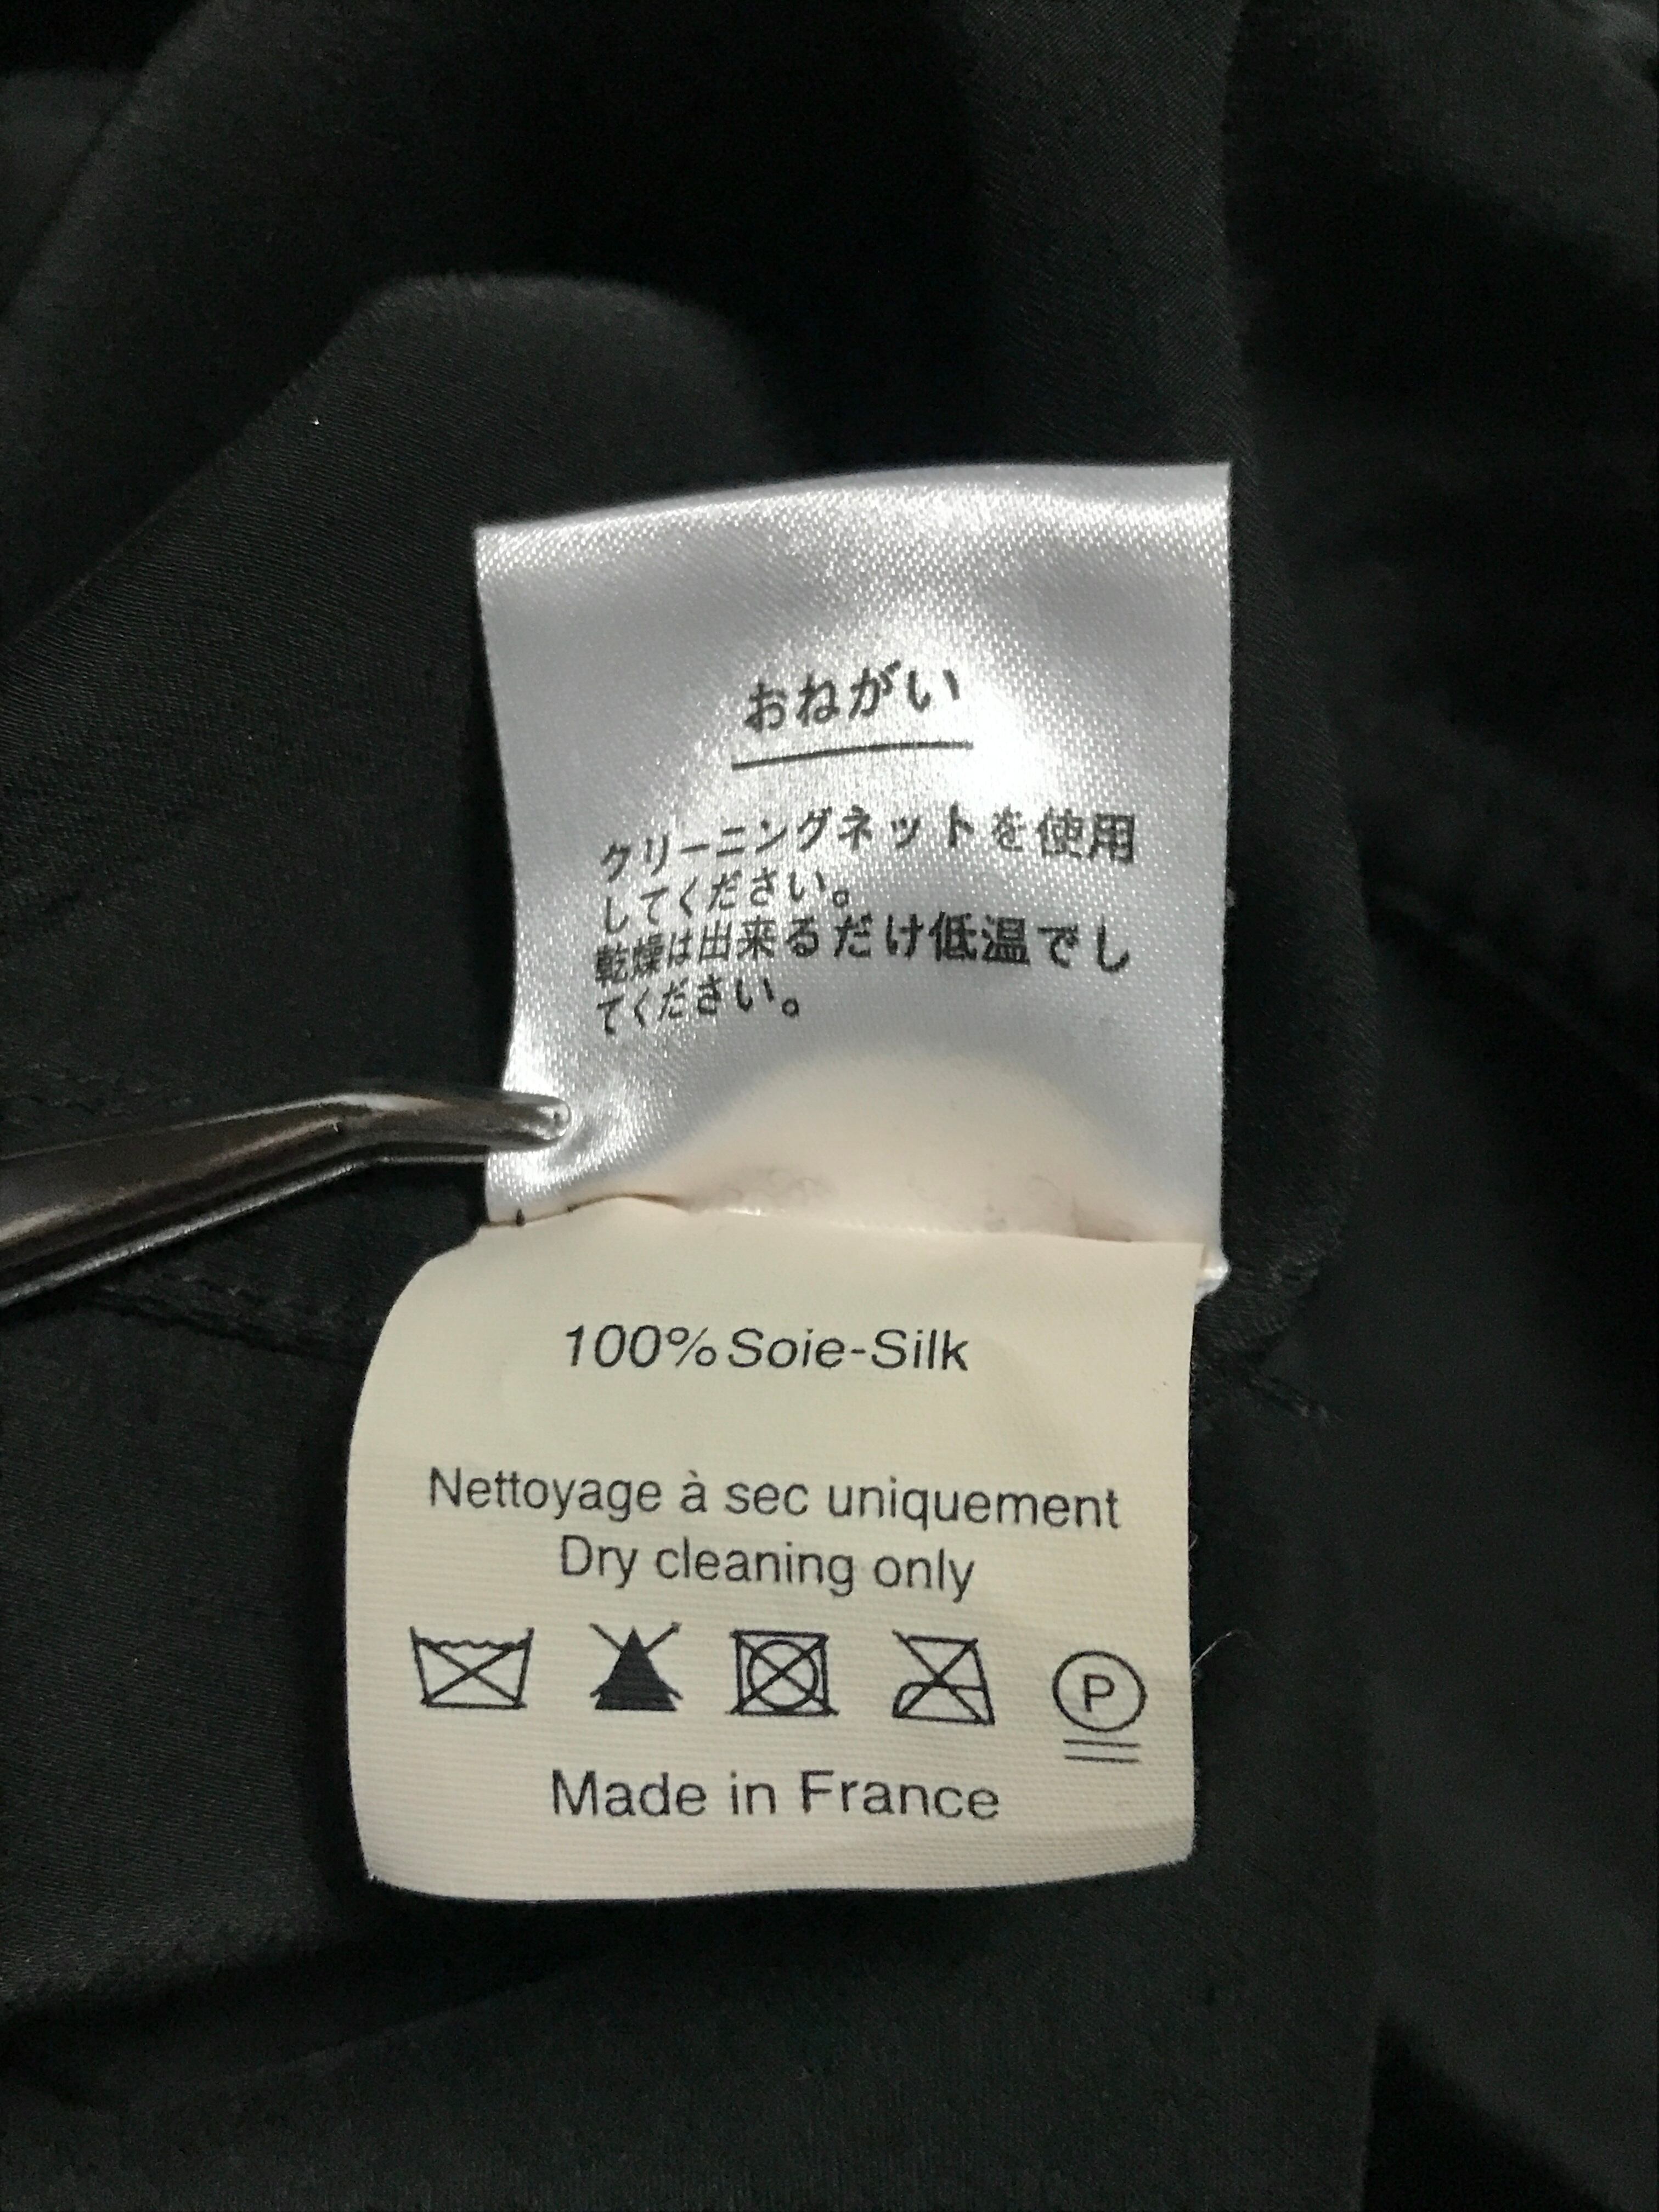 おねがい
クリーニングネットを使用
してください。
乾燥は出来るだけ低温でし
てください。
100% Soie-Silk
Nettoyage à sec uniquement
Dry cleaning only
P
Made in France